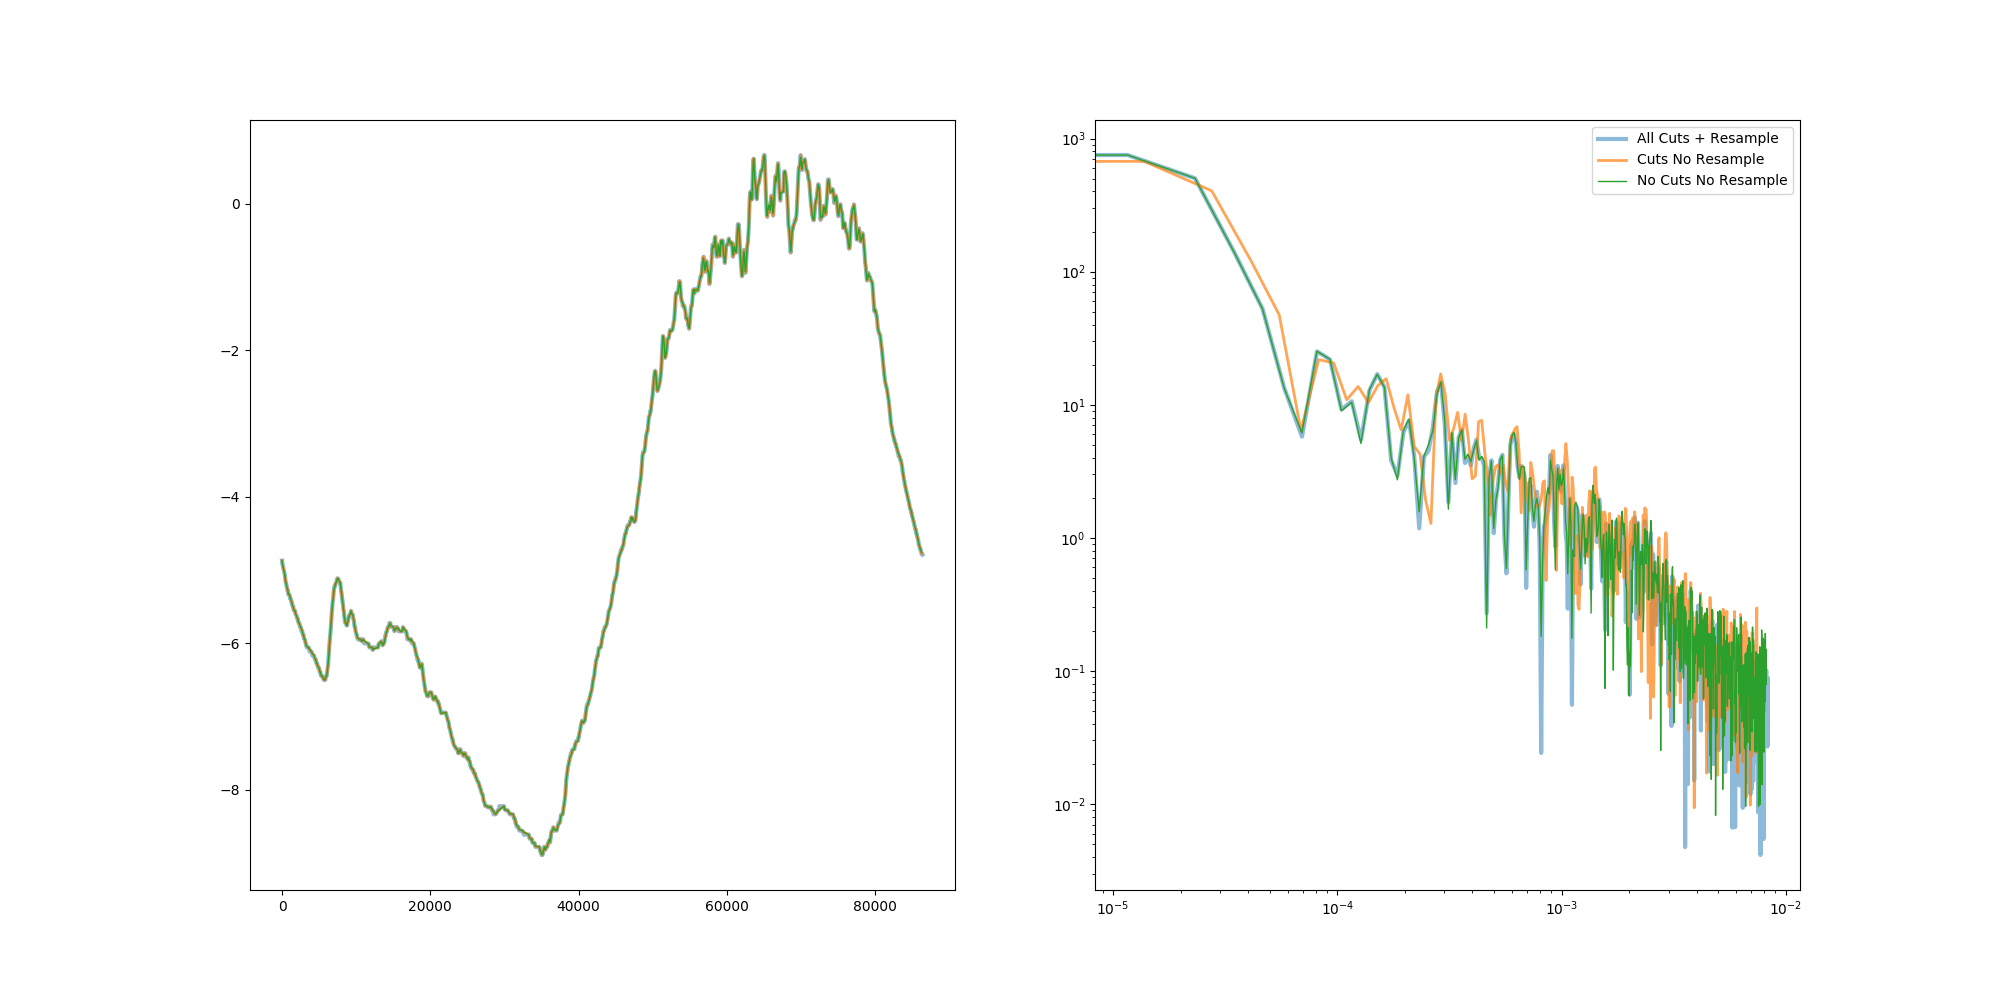 0
−2
−4
−6
−8
0 20000 40000 60000 80000
10³
10²
10¹
10⁰
10⁻¹
10⁻²
10⁻⁵ 10⁻⁴ 10⁻³ 10⁻²
All Cuts + Resample
Cuts No Resample
No Cuts No Resample